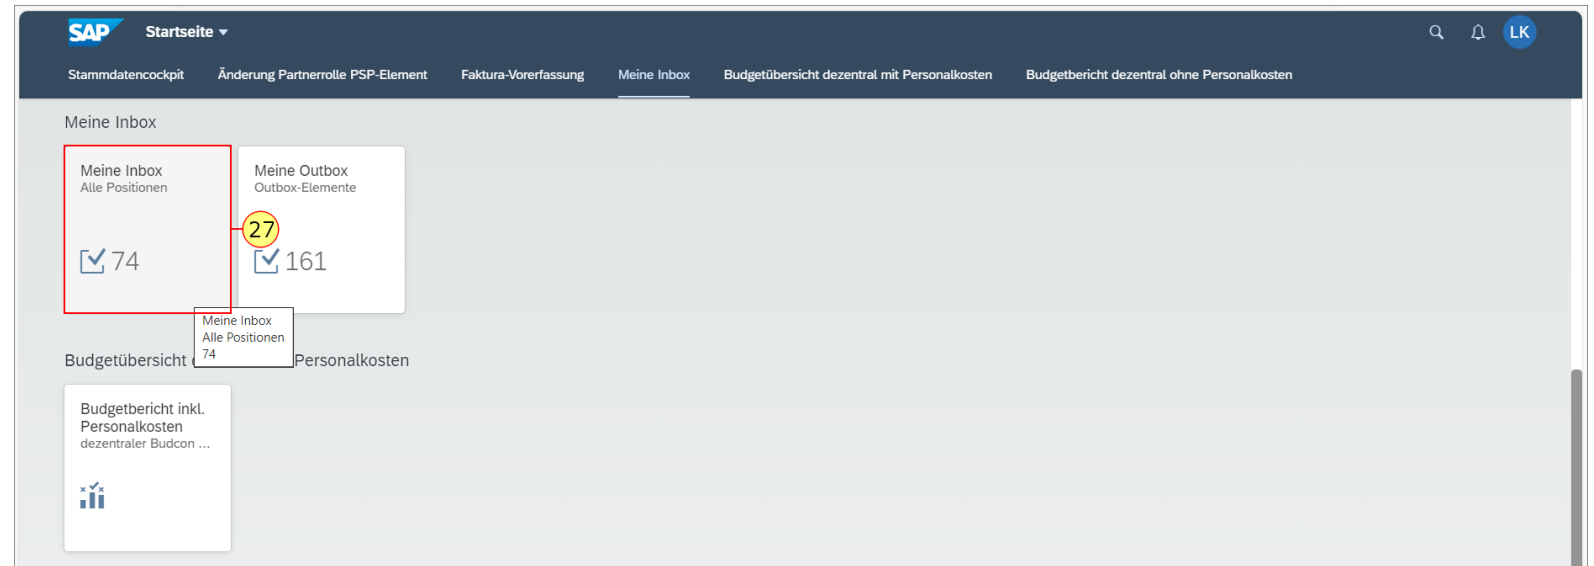 SAP Startseite
LK
Stammdatencockpit Änderung Partnerrolle PSP-Element Faktura-Vorerfassung Meine Inbox Budgetübersicht dezentral mit Personalkosten Budgetbericht dezentral ohne Personalkosten
Meine Inbox
Meine Inbox
Alle Positionen
74
Meine Outbox
Outbox-Elemente
27
161
Meine Inbox
Alle Positionen
74
Budgetübersicht Personalkosten
Budgetbericht inkl.
Personalkosten
dezentraler Budcon ...